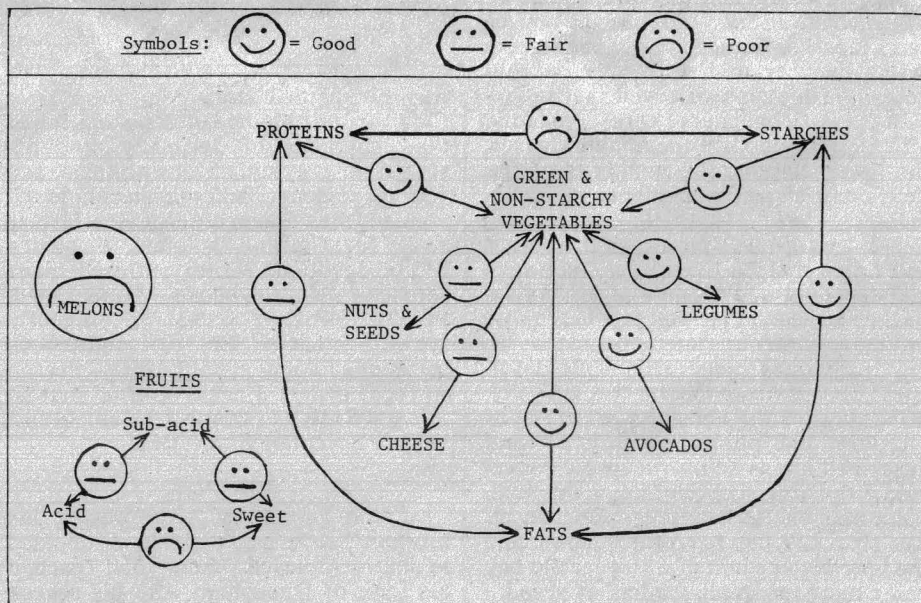 Symbols: = Good = Fair = Poor
PROTEINS STARCHES
GREEN &
NON-STARCHY
VEGETABLES
MELONS
NUTS &
SEEDS
LEGUMES
FRUITS
Sub-acid
CHEESE
AVOCADOS
Acid
Sweet
FATS